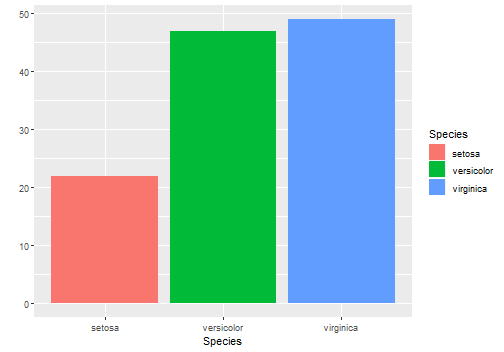 50
40
30
20
10
0
setosa
versicolor
virginica
Species
Species
setosa
versicolor
virginica